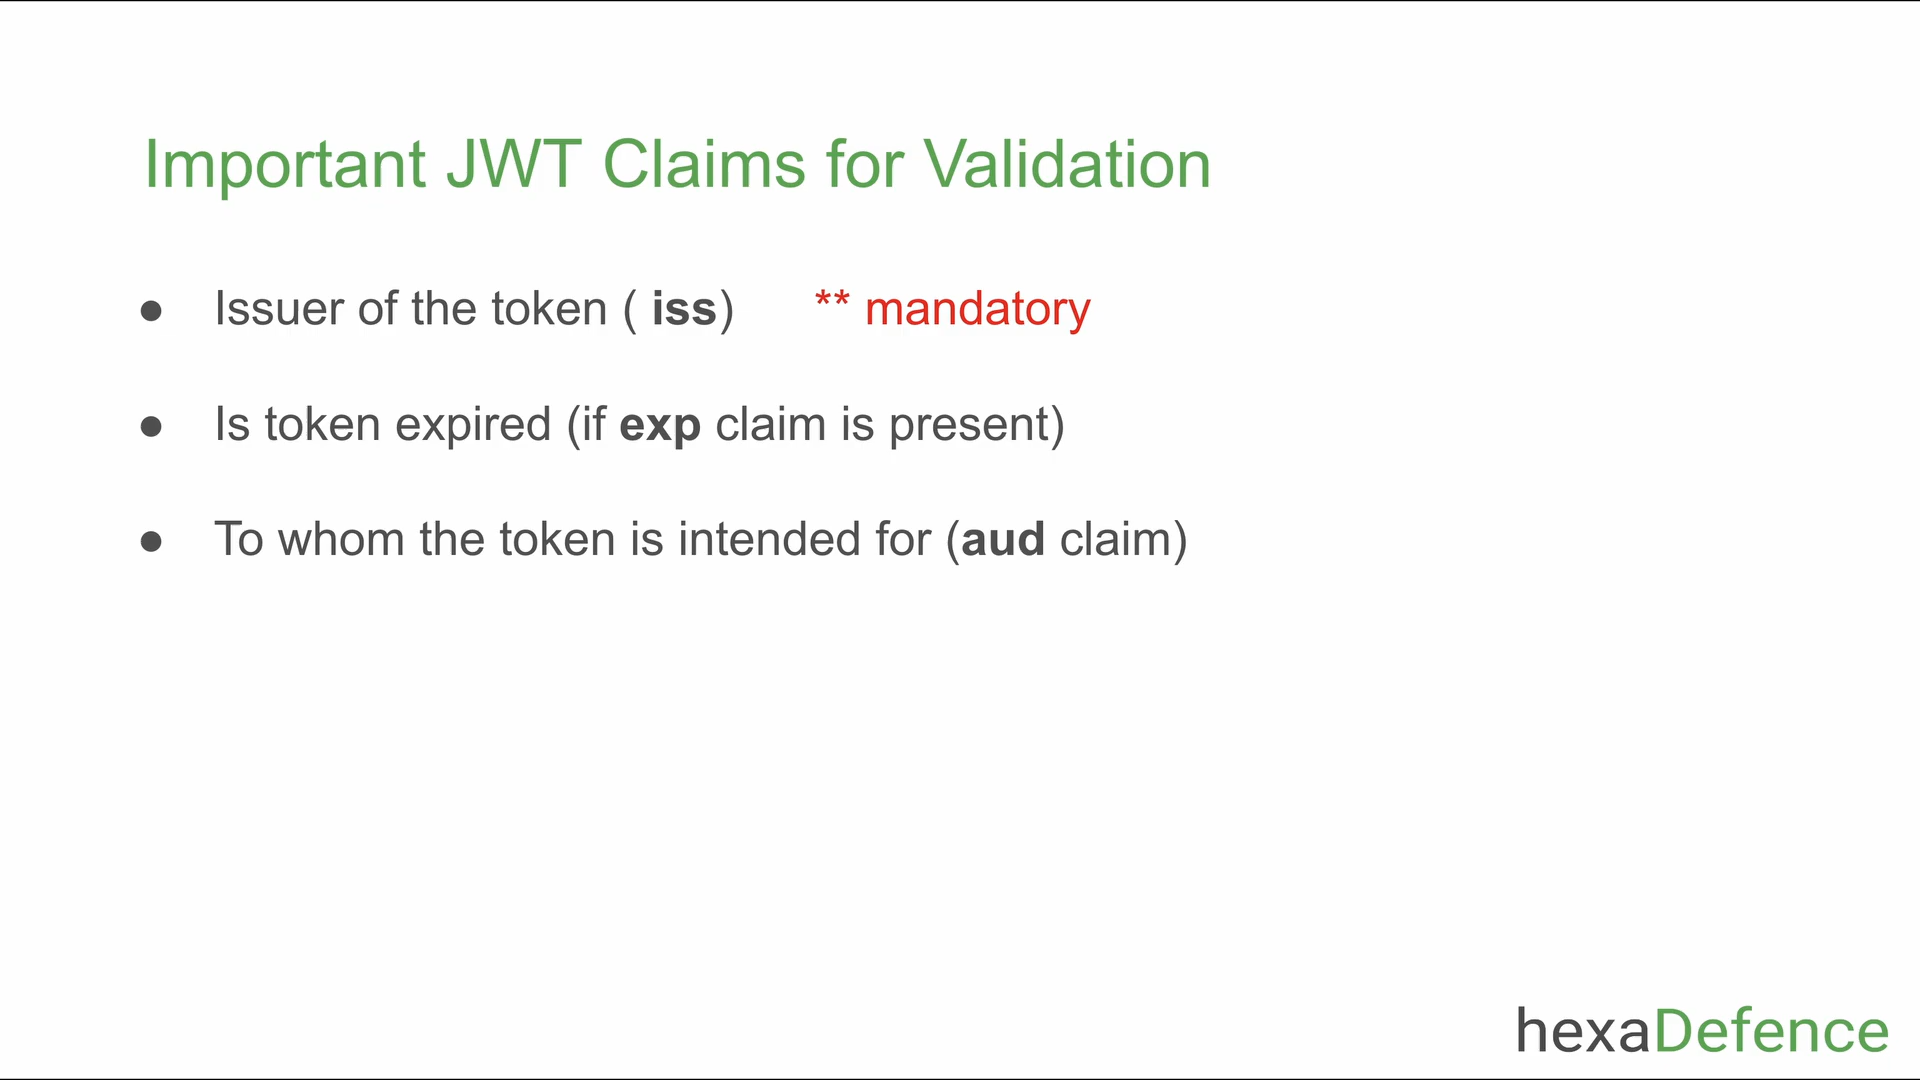 Important JWT Claims for Validation
● Issuer of the token ( iss) ** mandatory
● Is token expired (if exp claim is present)
● To whom the token is intended for (aud claim)
hexaDefence